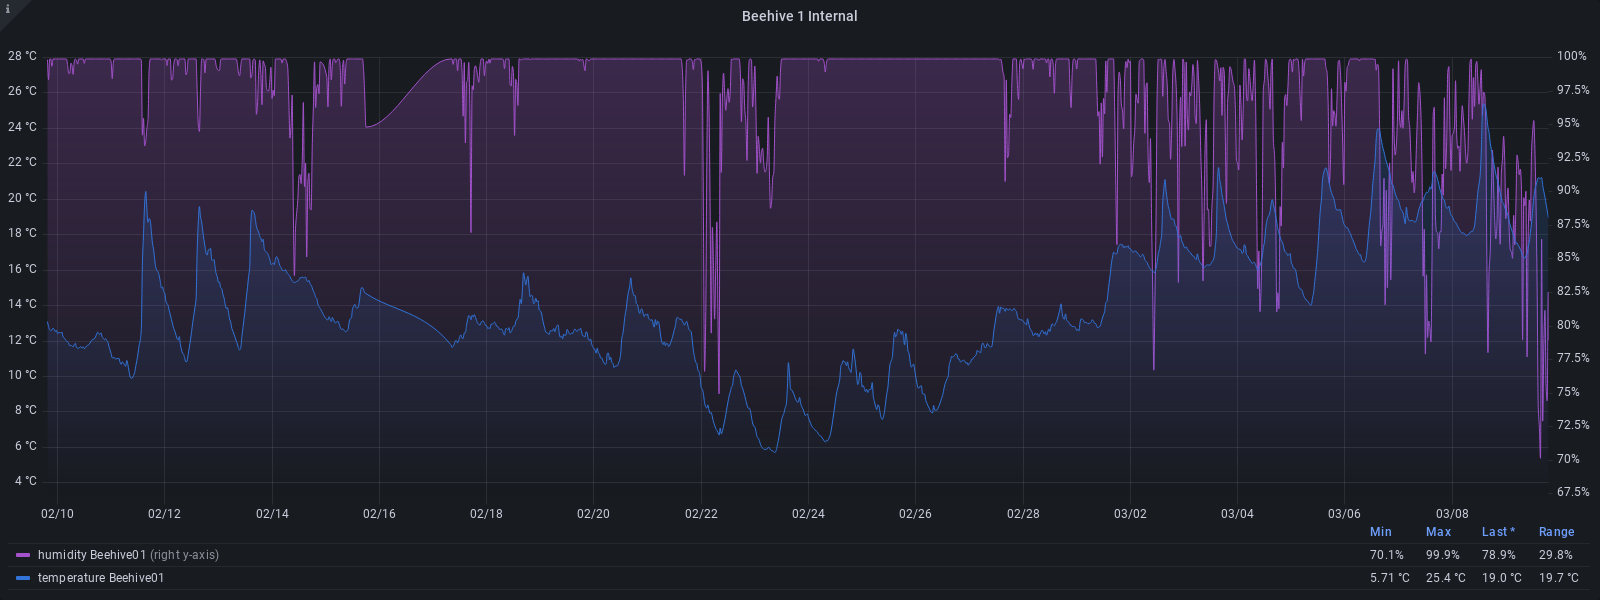 i
Beehive 1 Internal
28 °C
26 °C
24 °C
22 °C
20 °C
18 °C
16 °C
14 °C
12 °C
10 °C
8 °C
6 °C
4 °C
100%
97.5%
95%
92.5%
90%
87.5%
85%
82.5%
80%
77.5%
75%
72.5%
70%
67.5%
02/10 02/12 02/14 02/16 02/18 02/20 02/22 02/24 02/26 02/28 03/02 03/04 03/06 03/08
Min Max Last * Range
humidity Beehive01 (right y-axis) 70.1% 99.9% 78.9% 29.8%
temperature Beehive01 5.71 °C 25.4 °C 19.0 °C 19.7 °C